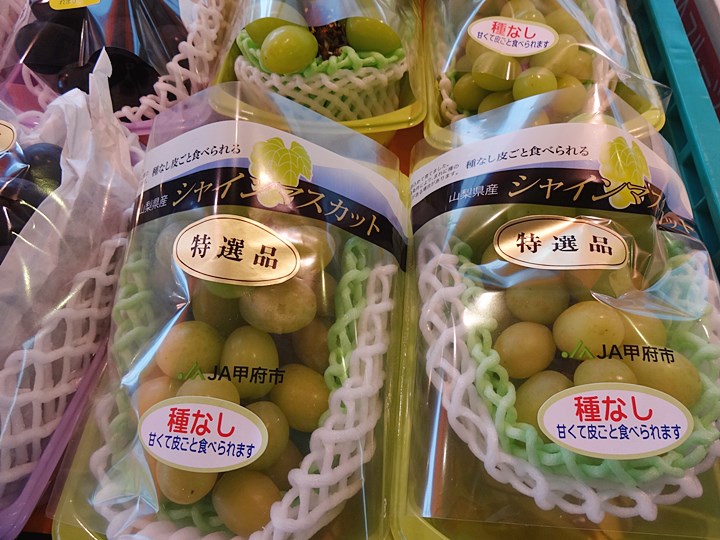 種なし
甘くて皮ごと食べられます
種なし皮ごと食べられる
山梨県産 シャインマスカット
特選品
JA甲府市
種なし
甘くて皮ごと食べられます
種なし皮ごと食べられる
山梨県産 シャインマスカット
特選品
JA甲府市
種なし
甘くて皮ごと食べられます